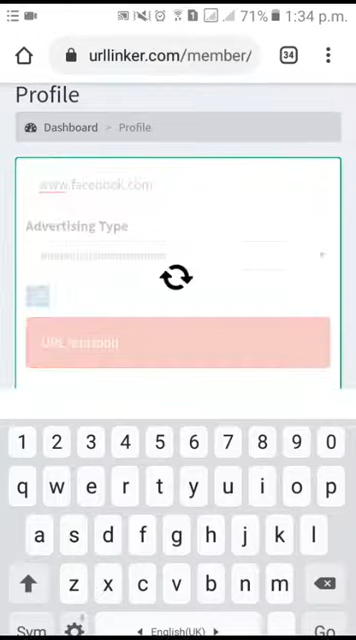 71% 1:34 p.m.
urllinker.com/member/
34
Profile
Dashboard > Profile
www.facebook.com
Advertising Type
URL
1 2 3 4 5 6 7 8 9 0
q w e r t y u i o p
a s d f g h j k l
z x c v b n m
Sym English(UK) Go